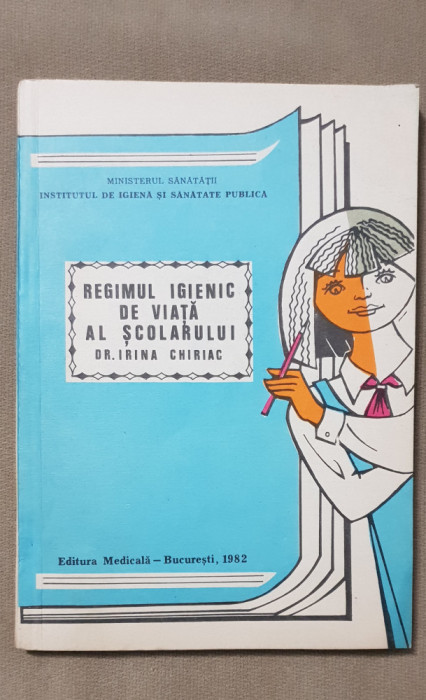 MINISTERUL SĂNĂTĂŢII
INSTITUTUL DE IGIENĂ ŞI SĂNĂTATE PUBLICA
REGIMUL IGIENIC
DE VIAŢĂ
AL ŞCOLARULUI
DR. IRINA CHIRIAC
Editura Medicală — Bucureşti, 1982